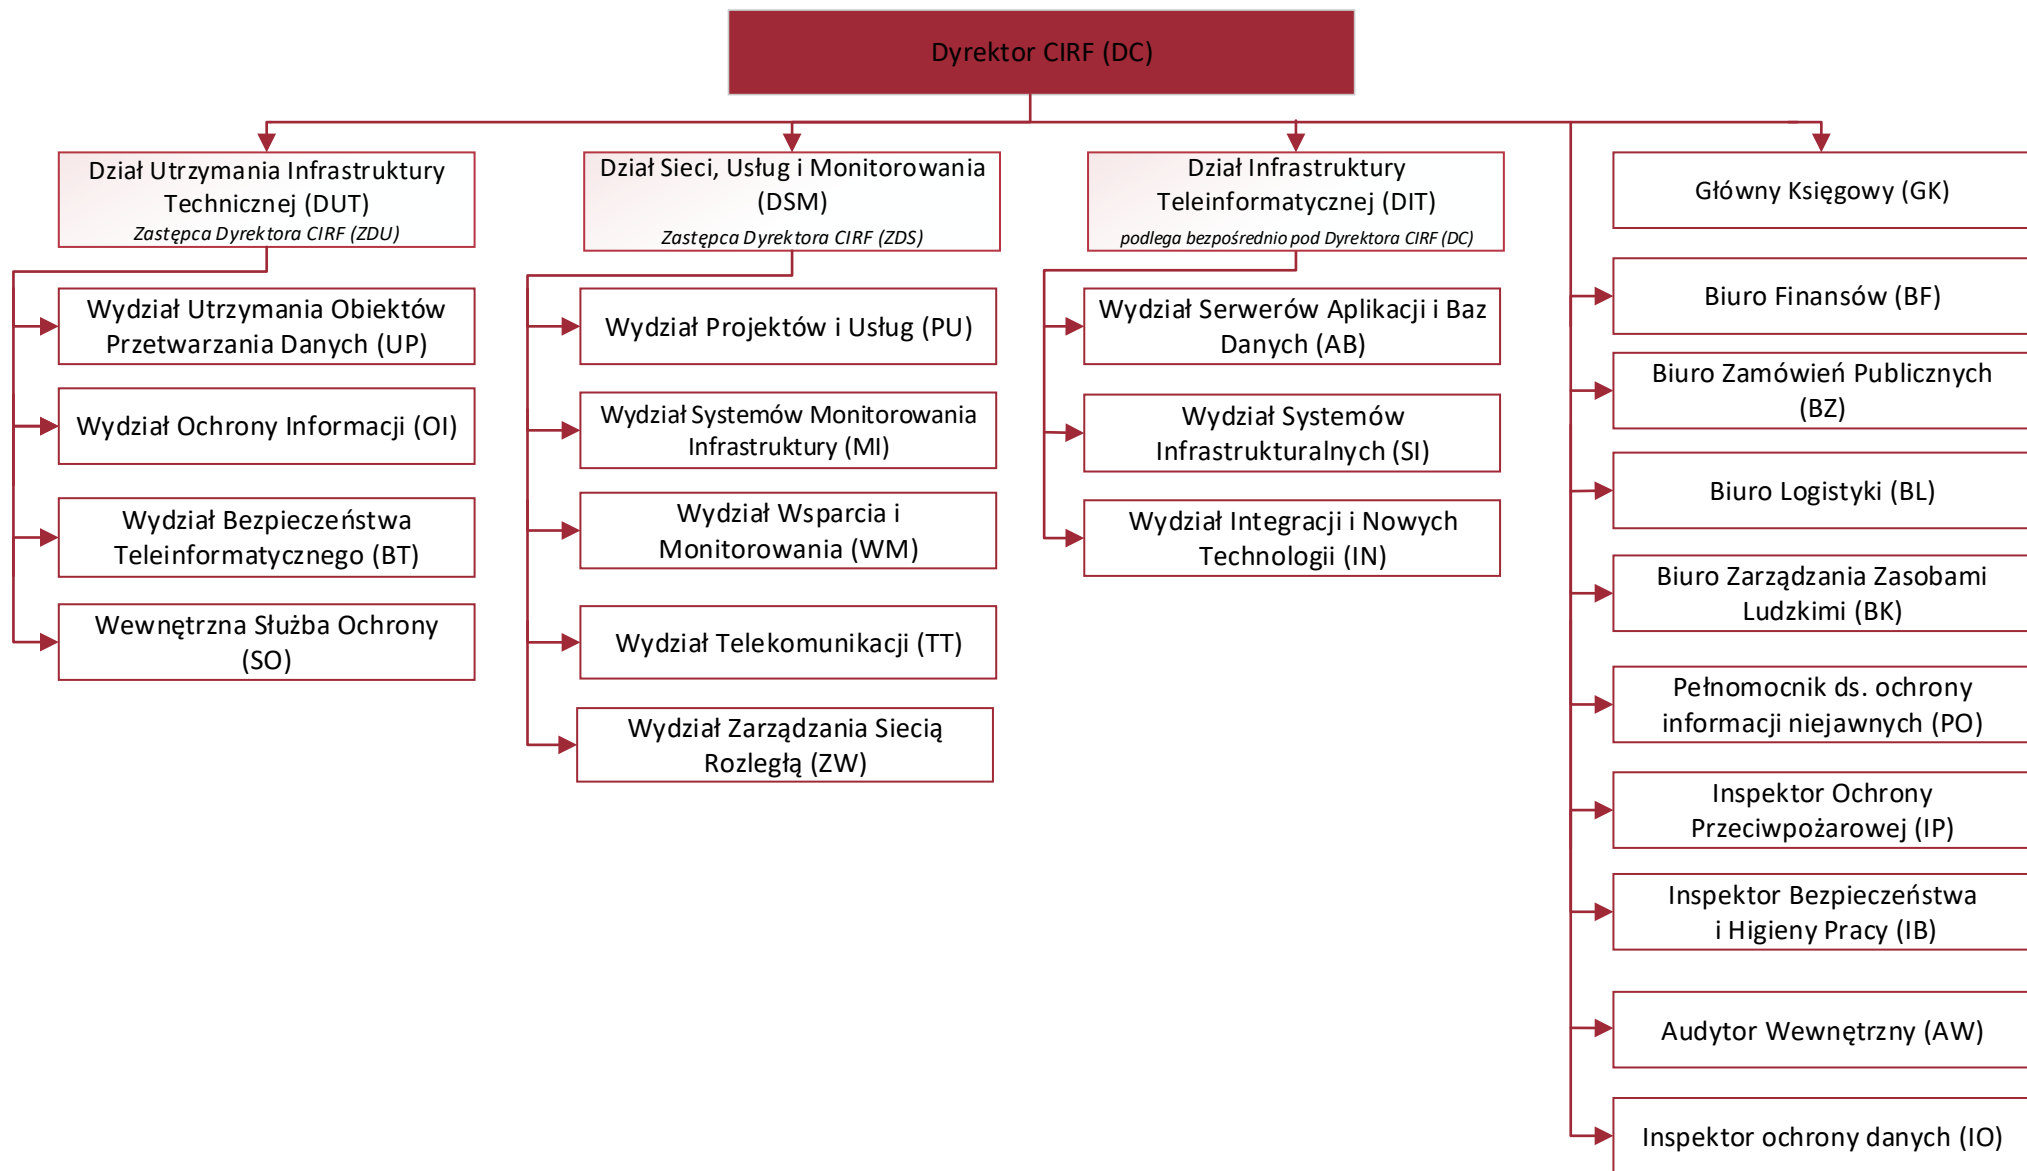 Dyrektor CIRF (DC)
Dział Utrzymania Infrastruktury
Technicznej (DUT)
Zastępca Dyrektora CIRF (ZDU)
Wydział Utrzymania Obiektów
Przetwarzania Danych (UP)
Wydział Ochrony Informacji (OI)
Wydział Bezpieczeństwa
Teleinformatycznego (BT)
Wewnętrzna Służba Ochrony
(SO)
Dział Sieci, Usług i Monitorowania
(DSM)
Zastępca Dyrektora CIRF (ZDS)
Wydział Projektów i Usług (PU)
Wydział Systemów Monitorowania
Infrastruktury (MI)
Wydział Wsparcia i
Monitorowania (WM)
Wydział Telekomunikacji (TT)
Wydział Zarządzania Siecią
Rozległą (ZW)
Dział Infrastruktury
Teleinformatycznej (DIT)
podlega bezpośrednio pod Dyrektora CIRF (DC)
Wydział Serwerów Aplikacji i Baz
Danych (AB)
Wydział Systemów
Infrastrukturalnych (SI)
Wydział Integracji i Nowych
Technologii (IN)
Główny Księgowy (GK)
Biuro Finansów (BF)
Biuro Zamówień Publicznych
(BZ)
Biuro Logistyki (BL)
Biuro Zarządzania Zasobami
Ludzkimi (BK)
Pełnomocnik ds. ochrony
informacji niejawnych (PO)
Inspektor Ochrony
Przeciwpożarowej (IP)
Inspektor Bezpieczeństwa
i Higieny Pracy (IB)
Audytor Wewnętrzny (AW)
Inspektor ochrony danych (IO)